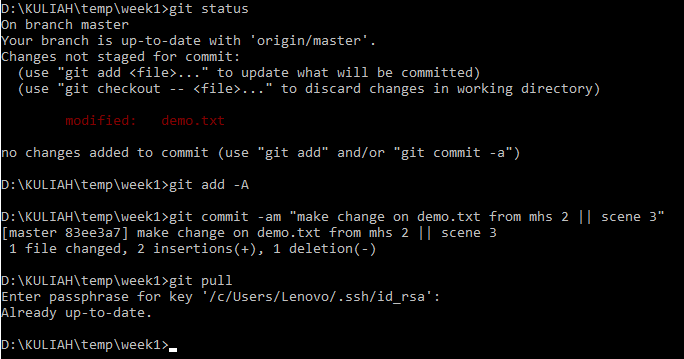 D:\KULIAH\temp\week1>git status
On branch master
Your branch is up-to-date with 'origin/master'.
Changes not staged for commit:
  (use "git add <file>..." to update what will be committed)
  (use "git checkout -- <file>..." to discard changes in working directory)
        modified:   demo.txt
no changes added to commit (use "git add" and/or "git commit -a")
D:\KULIAH\temp\week1>git add -A
D:\KULIAH\temp\week1>git commit -am "make change on demo.txt from mhs 2 || scene 3"
[master 83ee3a7] make change on demo.txt from mhs 2 || scene 3
 1 file changed, 2 insertions(+), 1 deletion(-)
D:\KULIAH\temp\week1>git pull
Enter passphrase for key '/c/Users/Lenovo/.ssh/id_rsa':
Already up-to-date.
D:\KULIAH\temp\week1>